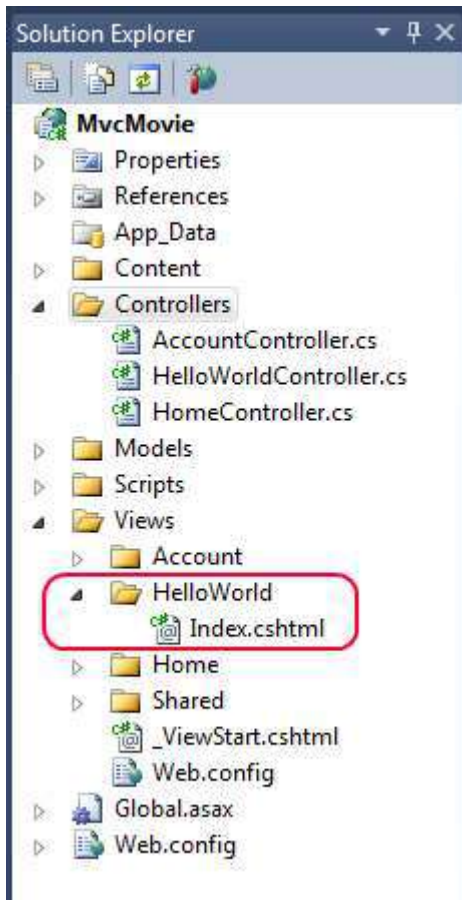 Solution Explorer
MvcMovie
Properties
References
App_Data
Content
Controllers
AccountController.cs
HelloWorldController.cs
HomeController.cs
Models
Scripts
Views
Account
HelloWorld
Index.cshtml
Home
Shared
_ViewStart.cshtml
Web.config
Global.asax
Web.config